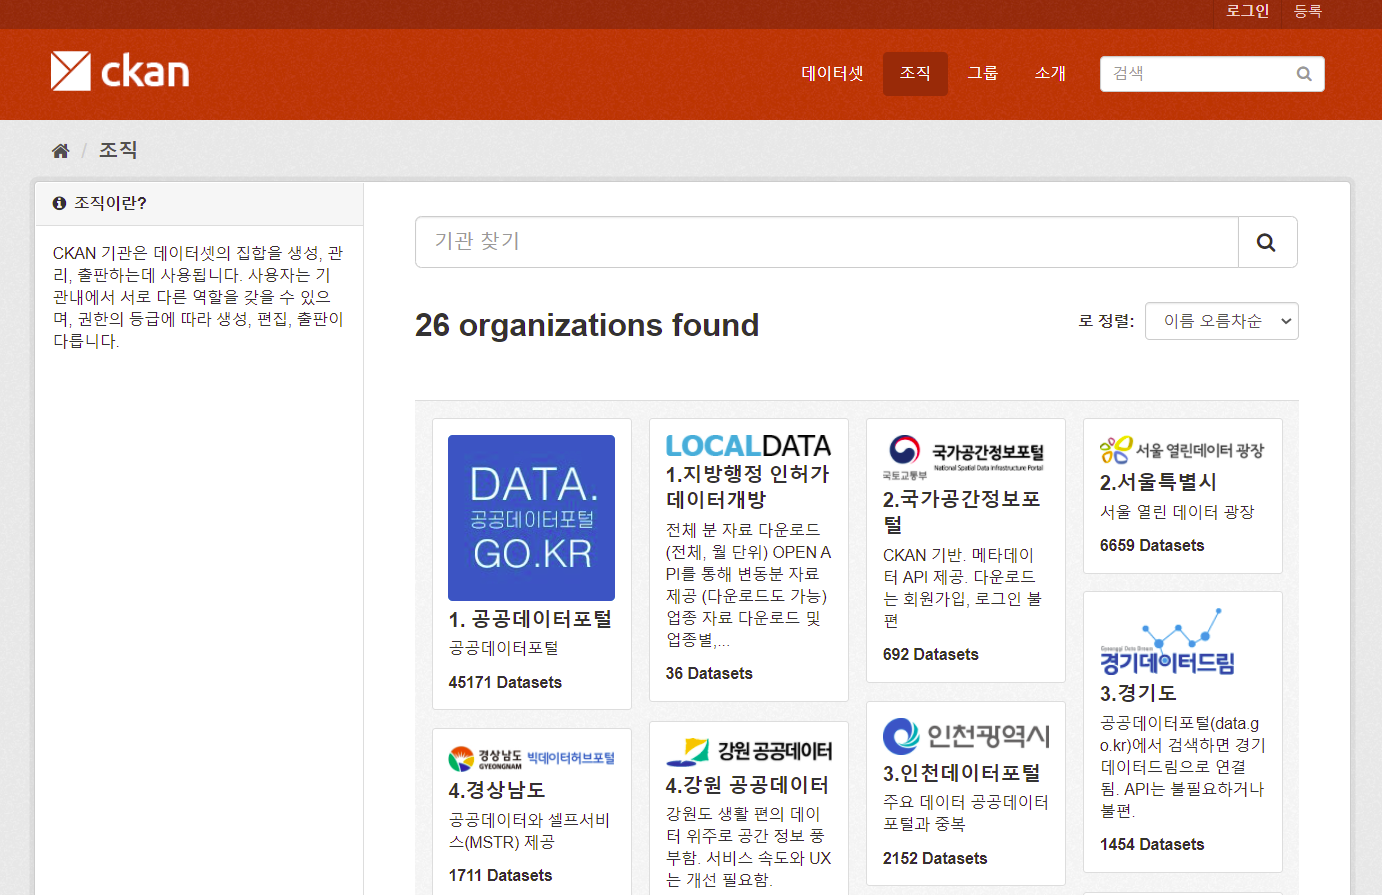 로그인 등록
ckan
데이터셋 조직 그룹 소개 검색
/ 조직
조직이란?
CKAN 기관은 데이터셋의 집합을 생성, 관
리, 출판하는데 사용됩니다. 사용자는 기
관내에서 서로 다른 역할을 갖을 수 있으
며, 권한의 등급에 따라 생성, 편집, 출판이
다릅니다.
기관 찾기
26 organizations found
로 정렬: 이름 오름차순
DATA.
공공데이터포털
GO.KR
1. 공공데이터포털
공공데이터포털
45171 Datasets
LOCALDATA
1.지방행정 인허가
데이터개방
전체 분 자료 다운로드
(전체, 월 단위) OPEN A
PI를 통해 변동분 자료
제공 (다운로드도 가능)
업종 자료 다운로드 및
업종별,...
36 Datasets
국토교통부
국가공간정보포털
National Spatial Data Infrastructure Portal
2.국가공간정보포
털
CKAN 기반. 메타데이
터 API 제공. 다운로드
는 회원가입, 로그인 불
편
692 Datasets
서울 열린데이터 광장
2.서울특별시
서울 열린 데이터 광장
6659 Datasets
Gyeonggi Data Dream
경기데이터드림
3.경기도
공공데이터포털(data.g
o.kr)에서 검색하면 경기
데이터드림으로 연결
됨. API는 불필요하거나
불편.
1454 Datasets
경상남도
GYEONGNAM
빅데이터허브포털
4.경상남도
공공데이터와 셀프서비
스(MSTR) 제공
1711 Datasets
강원 공공데이터
4.강원 공공데이터
강원도 생활 편의 데이
터 위주로 공간 정보 풍
부함. 서비스 속도와 UX
는 개선 필요함.
인천광역시
3.인천데이터포털
주요 데이터 공공데이터
포털과 중복
2152 Datasets